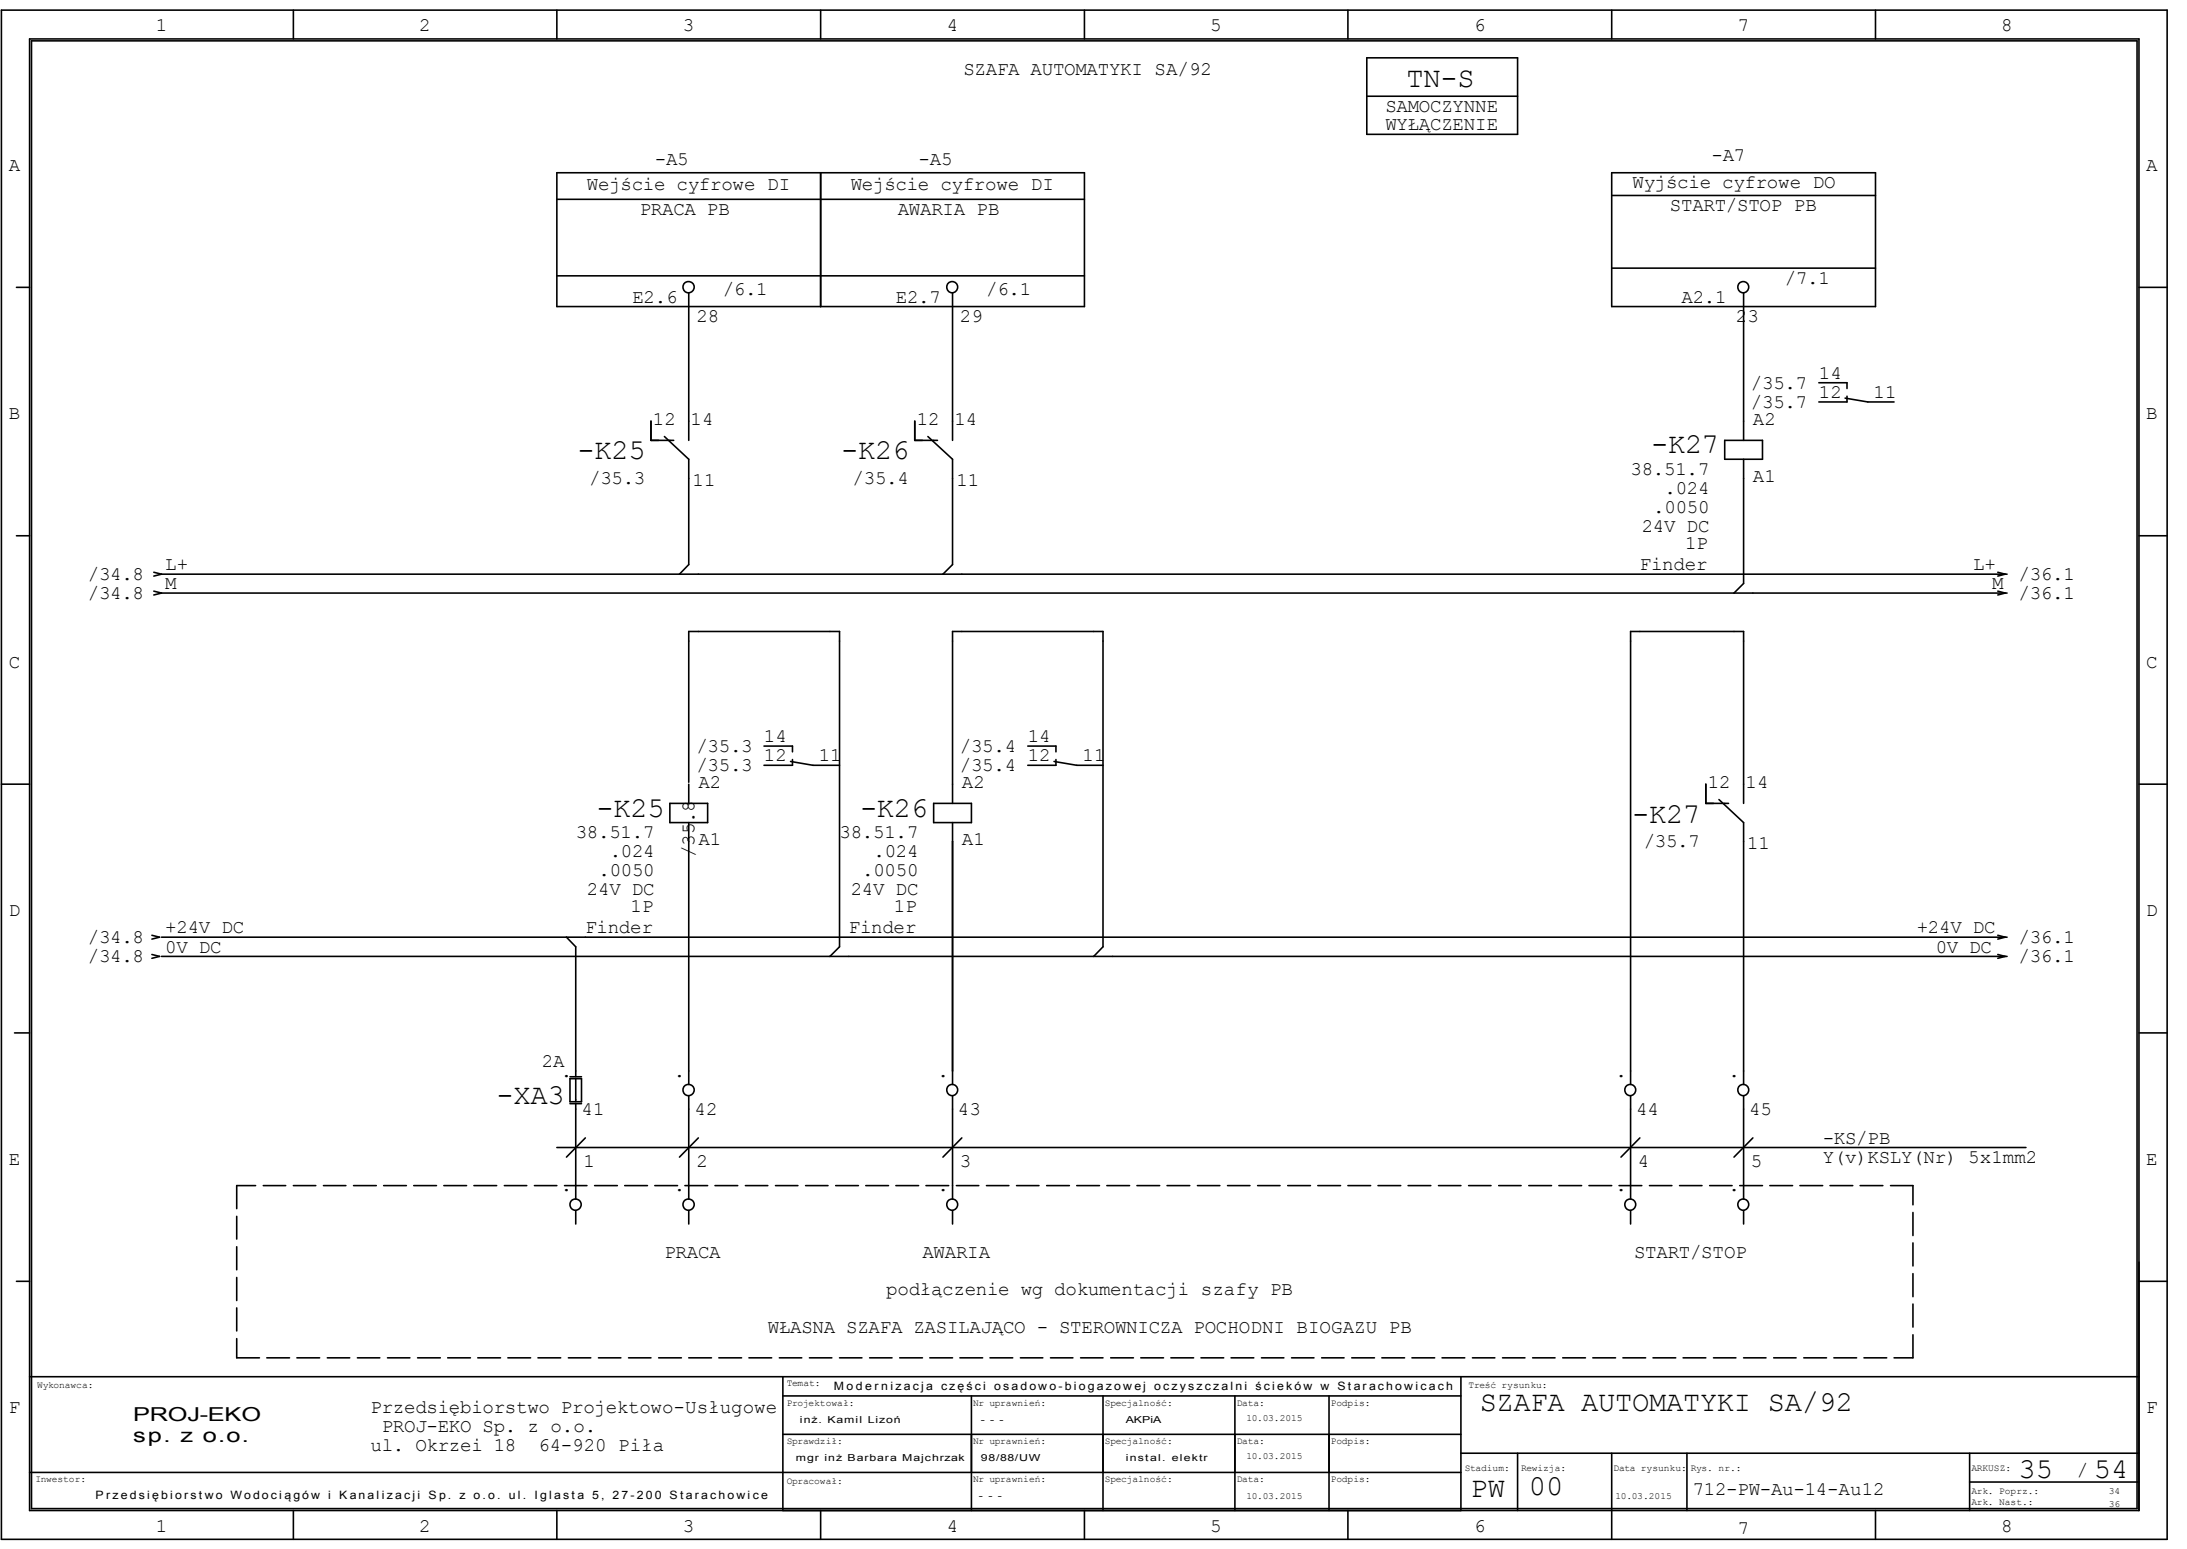 1 2 3 4 5 6 7 8
SZAFA AUTOMATYKI SA/92
TN-S
SAMOCZYNNE
WYŁĄCZENIE
A A
-A5 -A5 -A7
Wejście cyfrowe DI Wejście cyfrowe DI Wyjście cyfrowe DO
PRACA PB AWARIA PB START/STOP PB
E2.6 /6.1 E2.7 /6.1 A2.1 /7.1
28 29 23
/35.7 14
/35.7 12 11
B B
12 14 12 14 A2
-K25 -K26 -K27
/35.3 11 /35.4 11 A1
38.51.7
.024
.0050
24V DC
1P
Finder
/34.8 L+ L+ /36.1
/34.8 M M /36.1
C C
/35.3 14 /35.4 14
/35.3 12 11 /35.4 12 11
A2 A2 12 14
-K25 /35.8 -K26 -K27
38.51.7 A1 38.51.7 A1 /35.7 11
.024 .024
.0050 .0050
24V DC 24V DC
1P 1P
Finder Finder
D D
/34.8 +24V DC +24V DC /36.1
/34.8 0V DC 0V DC /36.1
2A
-XA3 41 42 43 44 45
-KS/PB
1 2 3 4 5 Y(v)KSLY(Nr) 5x1mm2
E E
PRACA AWARIA START/STOP
podłączenie wg dokumentacji szafy PB
WŁASNA SZAFA ZASILAJĄCO - STEROWNICZA POCHODNI BIOGAZU PB
F F
Wykonawca:
PROJ-EKO
sp. z o.o.
Przedsiębiorstwo Projektowo-Usługowe
PROJ-EKO Sp. z o.o.
ul. Okrzei 18 64-920 Piła
Inwestor:
Przedsiębiorstwo Wodociągów i Kanalizacji Sp. z o.o. ul. Iglasta 5, 27-200 Starachowice
Temat: Modernizacja części osadowo-biogazowej oczyszczalni ścieków w Starachowicach
Projektował: Nr uprawnień: Specjalność: Data: Podpis:
inż. Kamil Lizoń - - - AKPiA 10.03.2015
Sprawdził: Nr uprawnień: Specjalność: Data: Podpis:
mgr inż Barbara Majchrzak 98/88/UW instal. elektr 10.03.2015
Opracował: Nr uprawnień: Specjalność: Data: Podpis:
- - - 10.03.2015
Treść rysunku:
SZAFA AUTOMATYKI SA/92
Stadium: Rewizja: Data rysunku: Rys. nr.: ARKUSZ: 35 / 54
PW 00 10.03.2015 712-PW-Au-14-Au12
Ark. Poprz.: 34
Ark. Nast.: 36
1 2 3 4 5 6 7 8